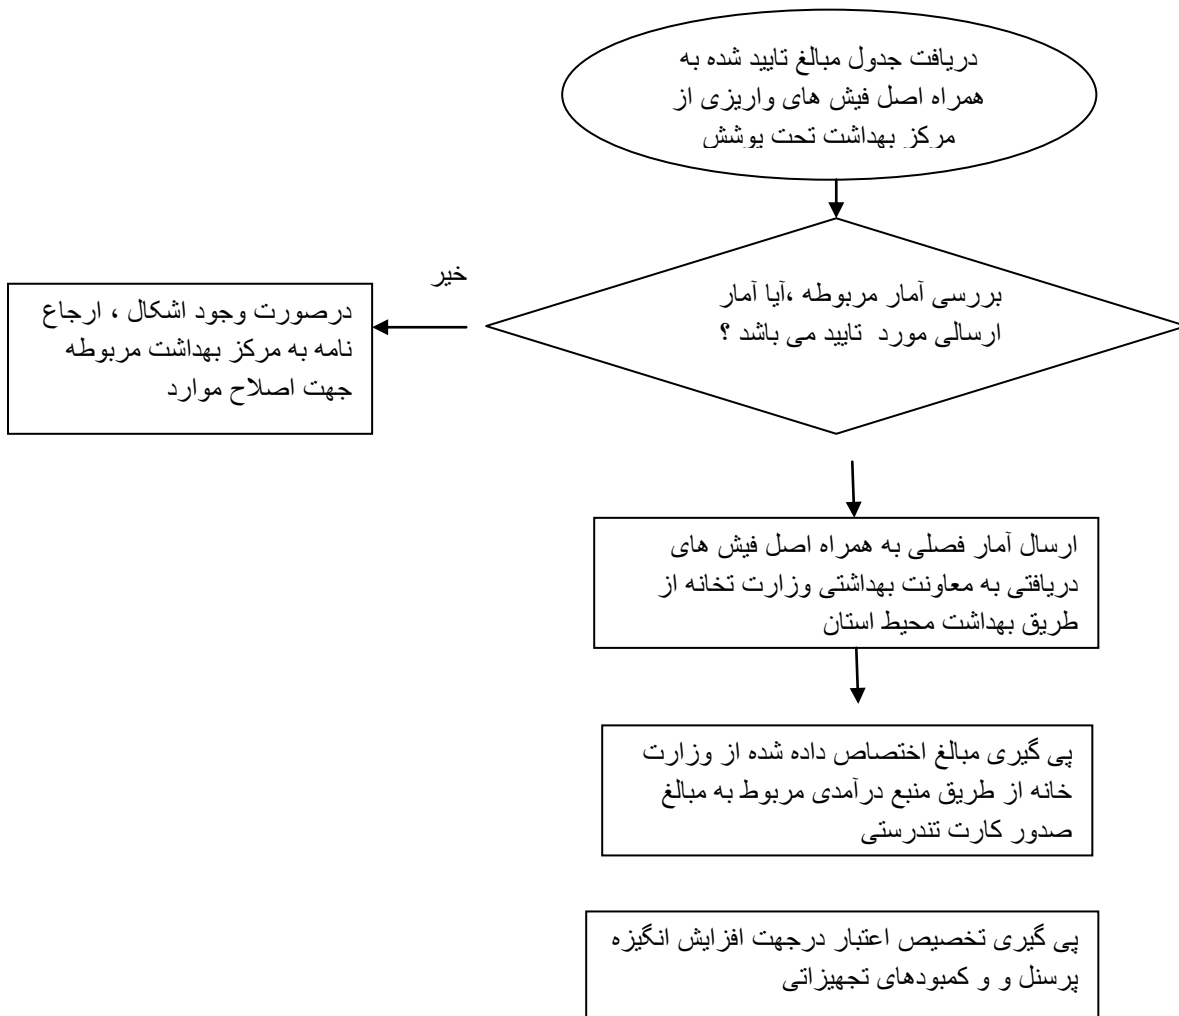 دریافت جدول مبالغ تایید شده به
همراه اصل فیش های واریزی از
مرکز بهداشت تحت پوشش
خیر
بررسی آمار مربوطه ،آیا آمار
ارسالی مورد تایید می باشد ؟
درصورت وجود اشکال ، ارجاع
نامه به مرکز بهداشت مربوطه
جهت اصلاح موارد
ارسال آمار فصلی به همراه اصل فیش های
دریافتی به معاونت بهداشتی وزارت تخانه از
طریق بهداشت محیط استان
پی گیری مبالغ اختصاص داده شده از وزارت
خانه از طریق منبع درآمدی مربوط به مبالغ
صدور کارت تندرستی
پی گیری تخصیص اعتبار درجهت افزایش انگیزه
پرسنل و و کمبودهای تجهیزاتی